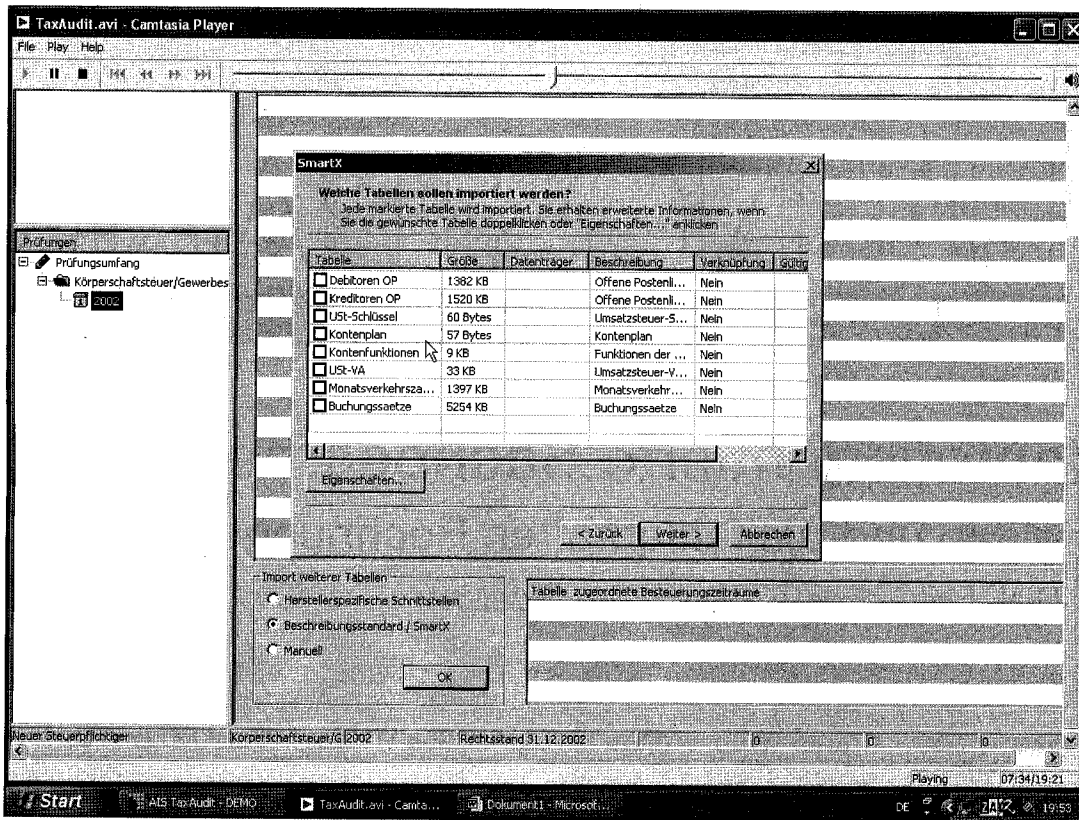 TaxAudit.avi - Camtasia Player
File Play Help
SmartX
Welche Tabellen sollen importiert werden?
Jede markierte Tabelle wird importiert. Sie erhalten erweiterte Informationen, wenn
Sie die gewünschte Tabelle doppelklicken oder "Eigenschaften..." anklicken
Prüfungen
Prüfungsumfang
Körperschaftsteuer/Gewerbes
2002
Tabelle Größe Datenträger Beschreibung Verknüpfung Gültig
Debitoren OP 1382 KB Offene Postenli... Nein
Kreditoren OP 1520 KB Offene Postenli... Nein
USt-Schlüssel 60 Bytes Umsatzsteuer-S... Nein
Kontenplan 57 Bytes Kontenplan Nein
Kontenfunktionen 9 KB Funktionen der ... Nein
USt-VA 33 KB Umsatzsteuer-V... Nein
Monatsverkehrsza... 1397 KB Monatsverkehr... Nein
Buchungssaetze 5254 KB Buchungssaetze Nein
Eigenschaften...
< Zurück Weiter > Abbrechen
Import weiterer Tabellen
Herstellerspezifische Schnittstellen
Beschreibungsstandard / SmartX
Manuell
OK
Tabelle zugeordnete Besteuerungszeiträume
Neuer Steuerpflichtiger Körperschaftsteuer/G 2002 Rechtsstand 31.12.2002 0 0 0
Playing 07:34/19:21
Start AIS TaxAudit - DEMO TaxAudit.avi - Camta... Dokument1 - Microsof... DE 19:53